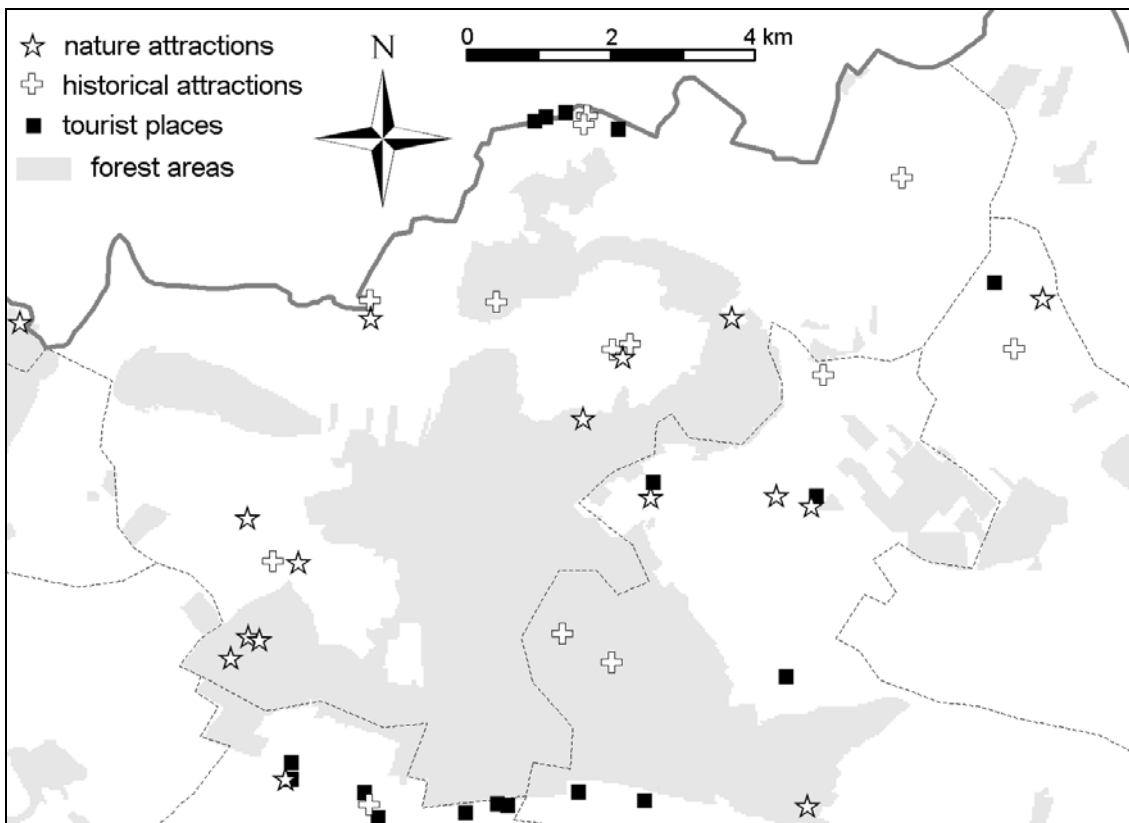 nature attractions
historical attractions
tourist places
forest areas
N
0 2 4 km